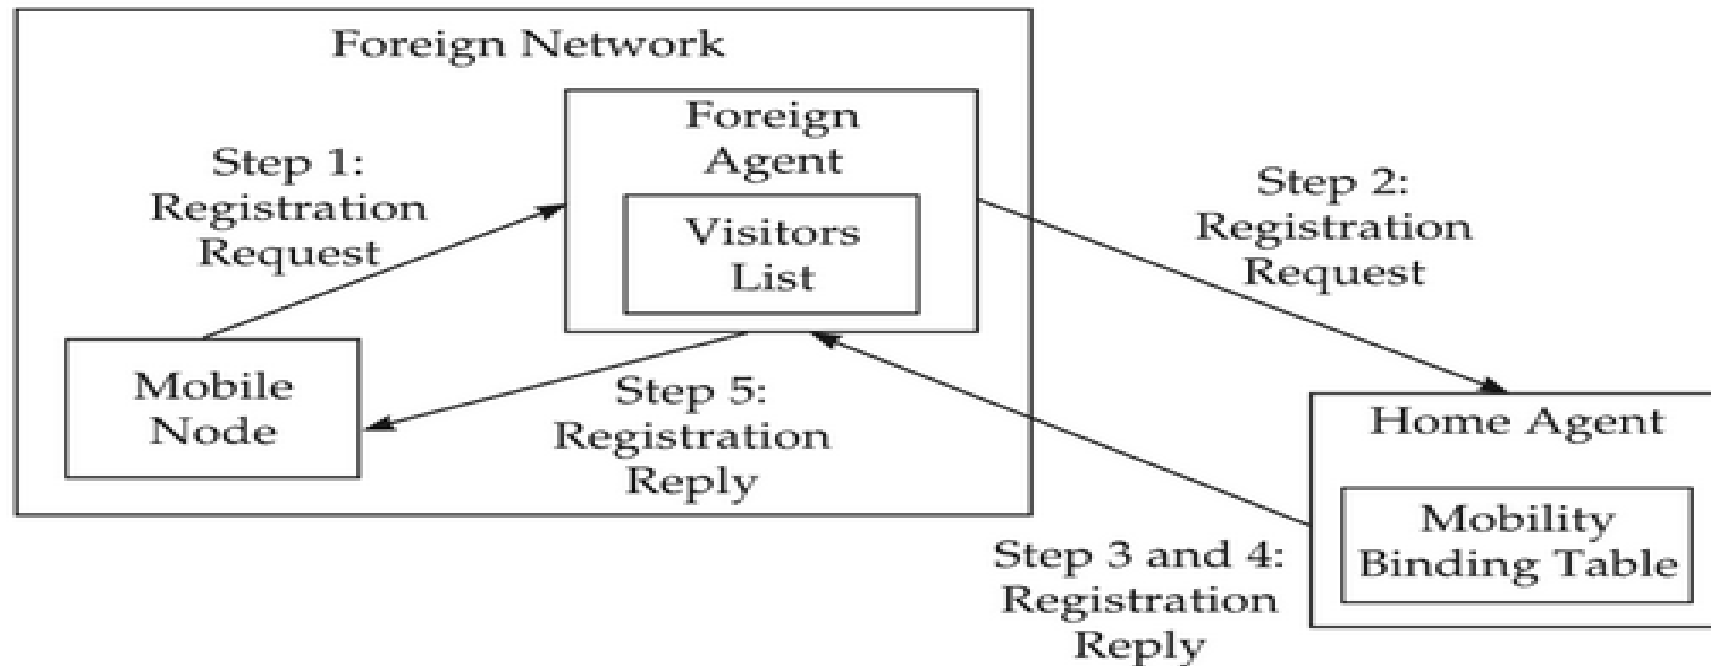 Foreign Network
Foreign
Agent
Visitors
List
Step 1:
Registration
Request
Step 2:
Registration
Request
Mobile
Node
Step 5:
Registration
Reply
Home Agent
Mobility
Binding Table
Step 3 and 4:
Registration
Reply